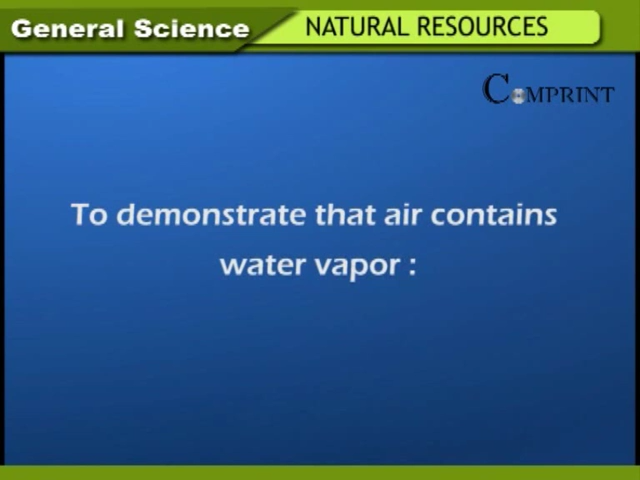 General Science
NATURAL RESOURCES
COMPRINT
To demonstrate that air contains
water vapor :